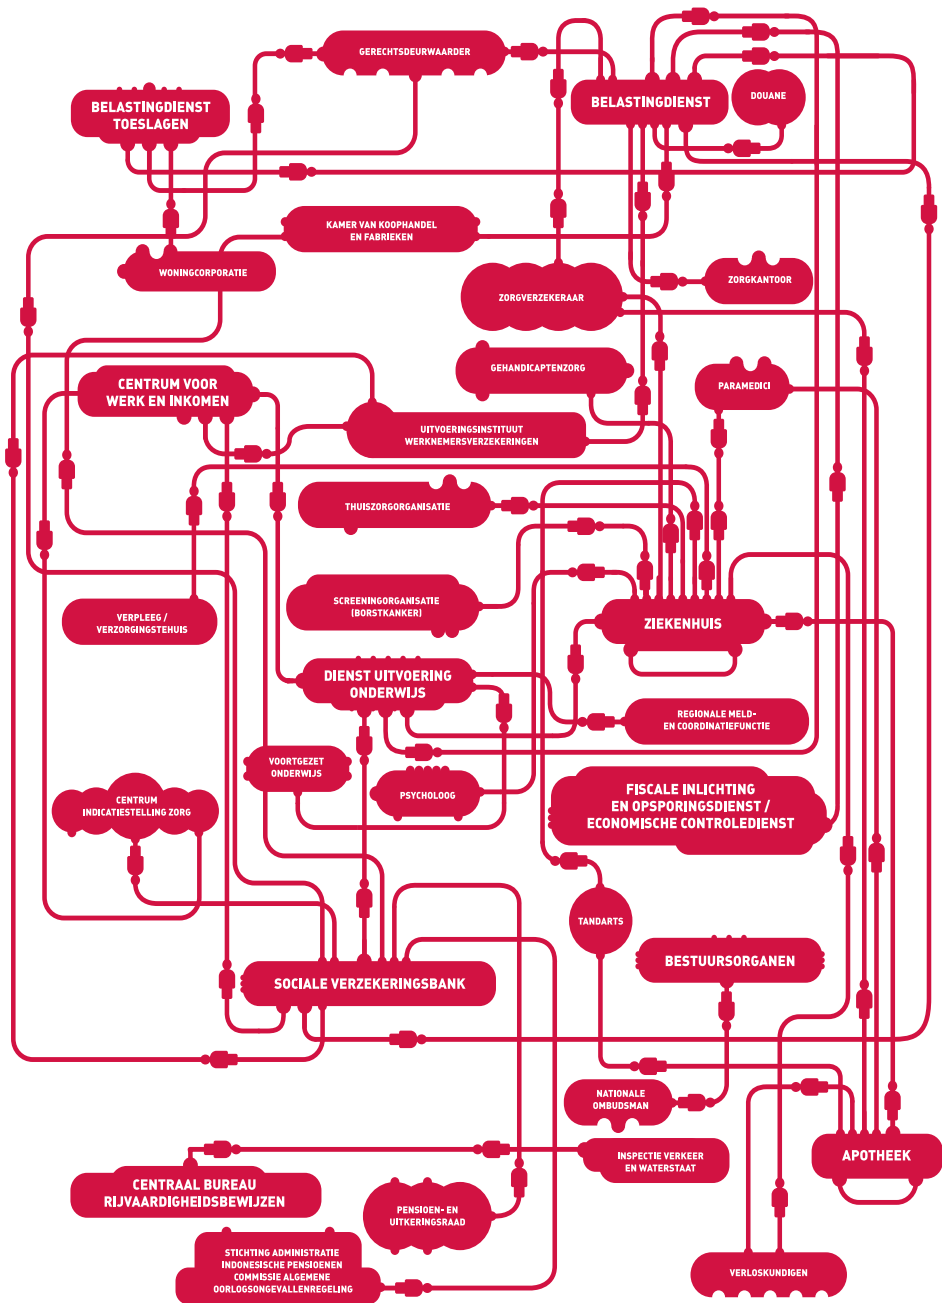 GERECHTSDEURWAARDER
BELASTINGDIENST
TOESLAGEN
BELASTINGDIENST
DOUANE
KAMER VAN KOOPHANDEL
EN FABRIEKEN
WONINGCORPORATIE
ZORGVERZEKERAAR
ZORGKANTOOR
CENTRUM VOOR
WERK EN INKOMEN
GEHANDICAPTENZORG
PARAMEDICI
UITVOERINGSINSTITUUT
WERKNEMERSVERZEKERINGEN
THUISZORGORGANISATIE
VERPLEEG /
VERZORGINGSTEHUIS
SCREENINGORGANISATIE
(BORSTKANKER)
ZIEKENHUIS
DIENST UITVOERING
ONDERWIJS
REGIONALE MELD-
EN COORDINATIEFUNCTIE
VOORTGEZET
ONDERWIJS
PSYCHOLOOG
FISCALE INLICHTING
EN OPSPORINGSDIENST /
ECONOMISCHE CONTROLEDIENST
CENTRUM
INDICATIESTELLING ZORG
TANDARTS
SOCIALE VERZEKERINGSBANK
BESTUURSORGANEN
NATIONALE
OMBUDSMAN
INSPECTIE VERKEER
EN WATERSTAAT
APOTHEEK
CENTRAAL BUREAU
RIJVAARDIGHEIDSBEWIJZEN
PENSIOEN- EN
UITKERINGSRAAD
STICHTING ADMINISTRATIE
INDONESISCHE PENSIOENEN
COMMISSIE ALGEMENE
OORLOGSONGEVALLENREGELING
VERLOSKUNDIGEN